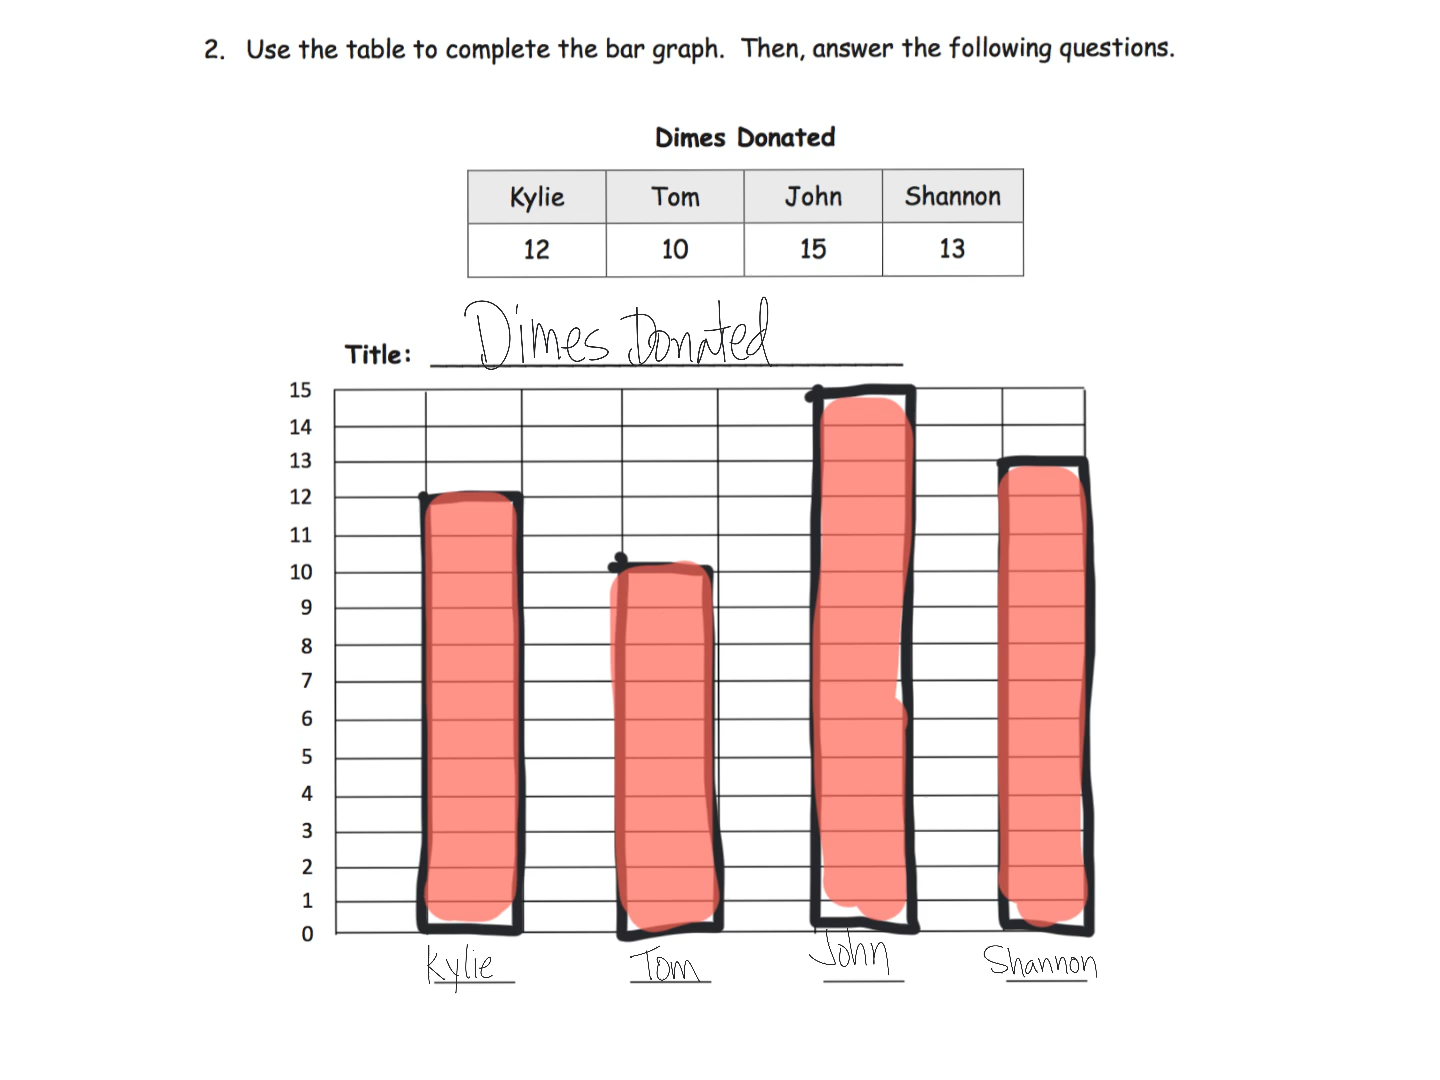 2. Use the table to complete the bar graph. Then, answer the following questions.
Dimes Donated
Kylie Tom John Shannon
12 10 15 13
Title: Dimes Donated
15
14
13
12
11
10
9
8
7
6
5
4
3
2
1
0
Kylie Tom John Shannon